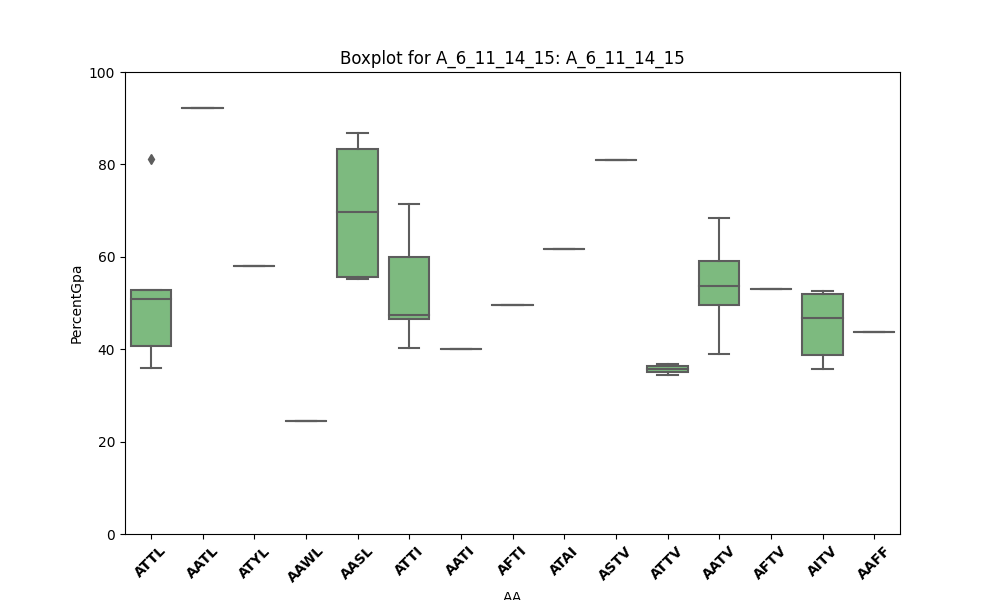 Boxplot for A_6_11_14_15: A_6_11_14_15
PercentGpa
100
80
60
40
20
0
ATTL AATL ATYL AAWL AASL ATTI AATI AFTI ATAI ASTV ATTV AATV AFTV AITV AAFF
AA